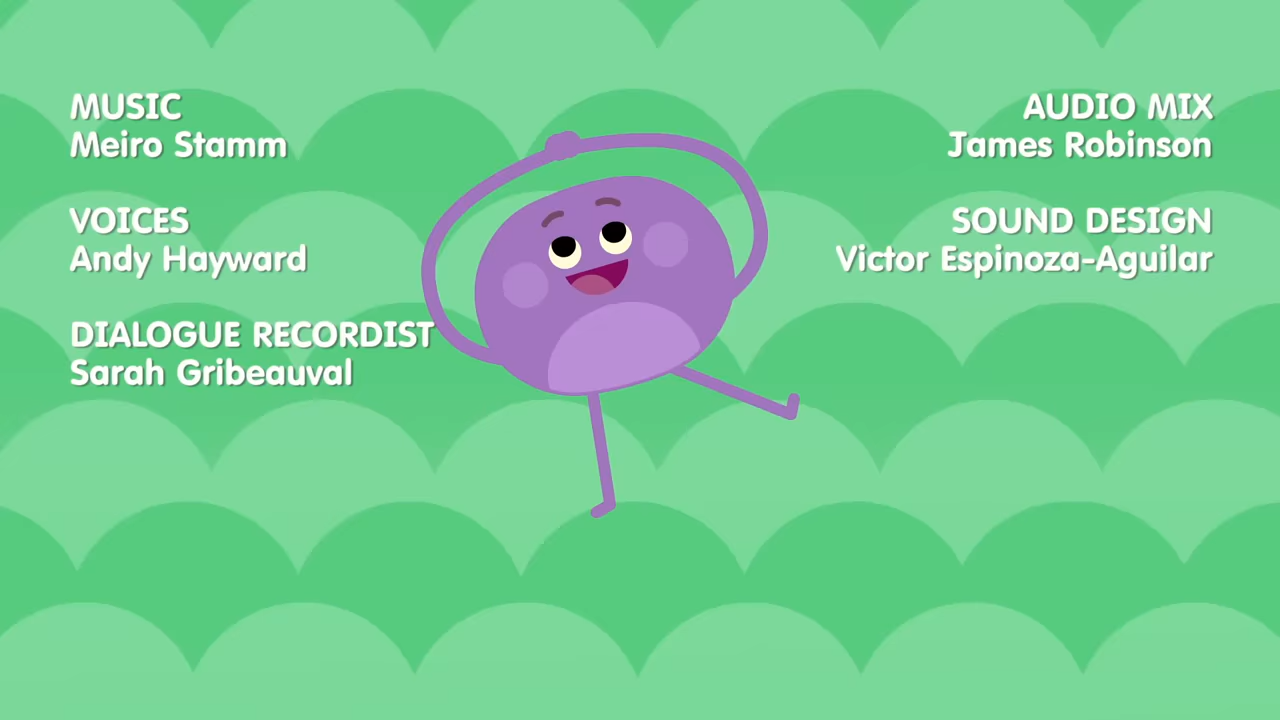 MUSIC
Meiro Stamm
VOICES
Andy Hayward
DIALOGUE RECORDIST
Sarah Gribeauval
AUDIO MIX
James Robinson
SOUND DESIGN
Victor Espinoza-Aguilar